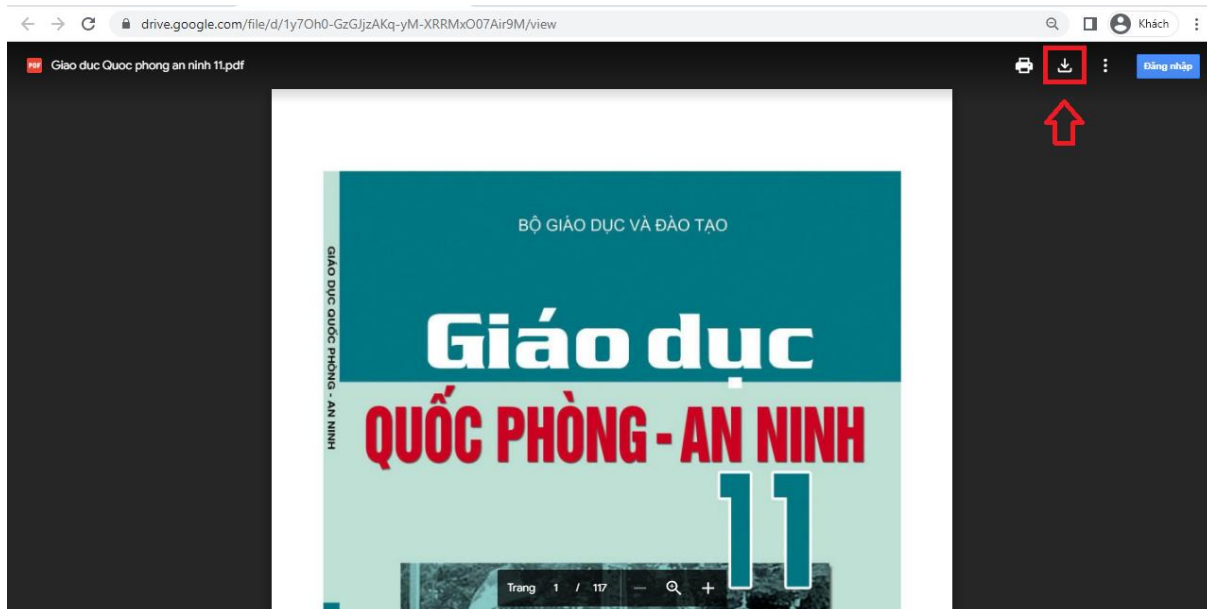 drive.google.com/file/d/1y7Oh0-GzGJjzAKq-yM-XRRMxO07Air9M/view
Khách
PDF
Giao duc Quoc phong an ninh 11.pdf
Đăng nhập
BỘ GIÁO DỤC VÀ ĐÀO TẠO
GIÁO DỤC QUỐC PHÒNG - AN NINH
Giáo dục
QUỐC PHÒNG - AN NINH
11
Trang 1 / 117